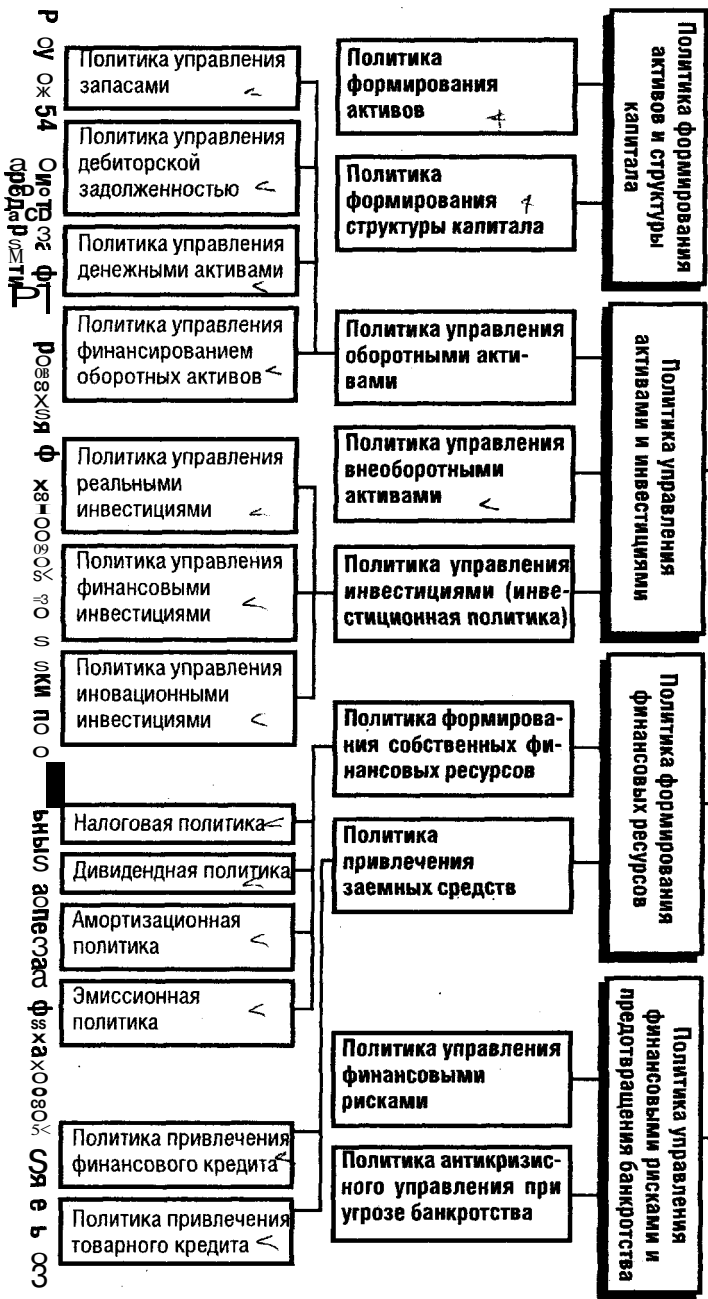 Политика управления
запасами
Политика управления
дебиторской
задолженностью
Политика управления
денежными активами
Политика управления
финансированием
оборотных активов
Политика управления
реальными
инвестициями
Политика управления
финансовыми
инвестициями
Политика управления
иновационными
инвестициями
Налоговая политика
Дивидендная политика
Амортизационная
политика
Эмиссионная
политика
Политика привлечения
финансового кредита
Политика привлечения
товарного кредита
Политика
формирования
активов
Политика
формирования
структуры капитала
Политика управления
оборотными акти-
вами
Политика управления
внеоборотными
активами
Политика управления
инвестициями (инве-
стиционная политика)
Политика формирова-
ния собственных фи-
нансовых ресурсов
Политика
привлечения
заемных средств
Политика управления
финансовыми
рисками
Политика антикризис-
ного управления при
угрозе банкротства
Политика формирования
активов и структуры
капитала
Политика управления
активами и инвестициями
Политика формирования
финансовых ресурсов
Политика управления
финансовыми рисками и
предотвращения банкротства